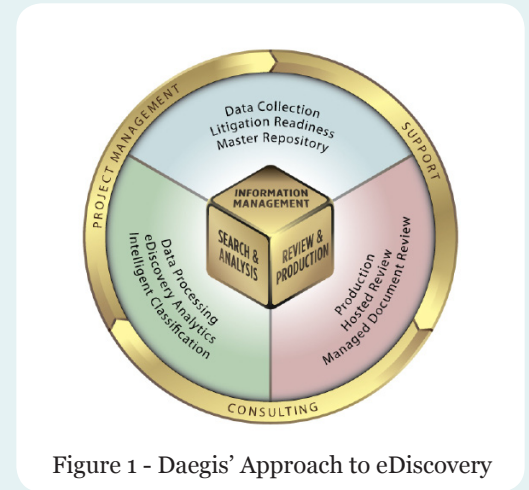 PROJECT MANAGEMENT
SUPPORT
Data Collection
Litigation Readiness
Master Repository
INFORMATION
MANAGEMENT
SEARCH &
ANALYSIS
REVIEW &
PRODUCTION
Data Processing
eDiscovery Analytics
Intelligent Classification
Production
Hosted Review
Managed Document Review
CONSULTING
Figure 1 - Daegis’ Approach to eDiscovery